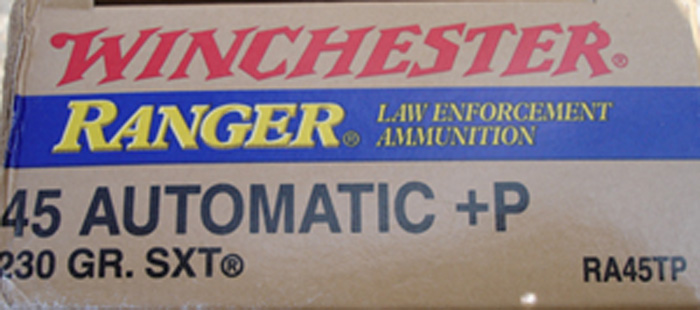 WINCHESTER®
RANGER® LAW ENFORCEMENT
AMMUNITION
45 AUTOMATIC +P
230 GR. SXT®
RA45TP